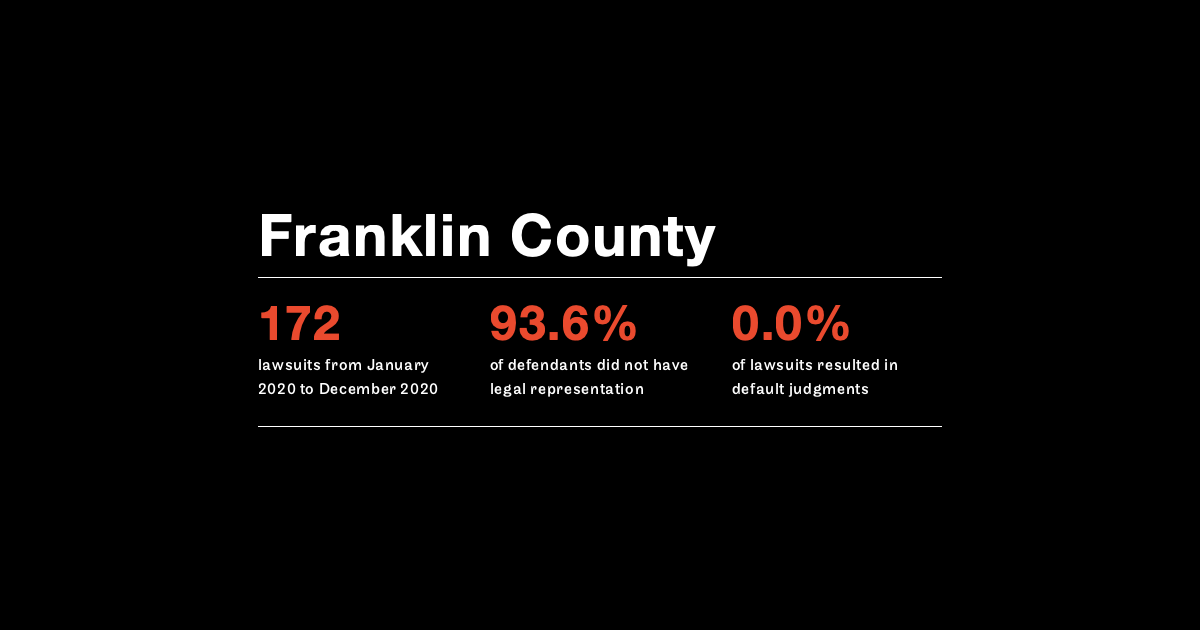 Franklin County
172
lawsuits from January
2020 to December 2020
93.6%
of defendants did not have
legal representation
0.0%
of lawsuits resulted in
default judgments